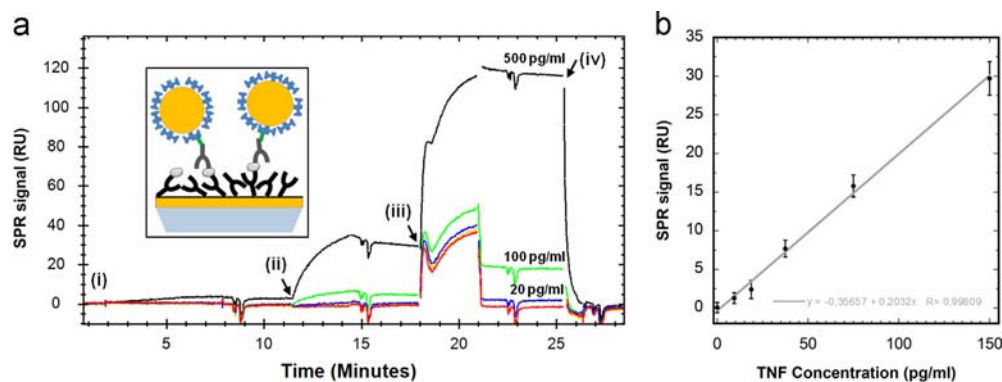 a
SPR signal (RU)
120
100
80
60
40
20
0
0
5
10
15
20
25
Time (Minutes)
(i)
(ii)
(iii)
(iv)
500 pg/ml
100 pg/ml
20 pg/ml
b
SPR signal (RU)
35
30
25
20
15
10
5
0
0
50
100
150
TNF Concentration (pg/ml)
y = -0,35657 + 0.2032x R= 0.99809